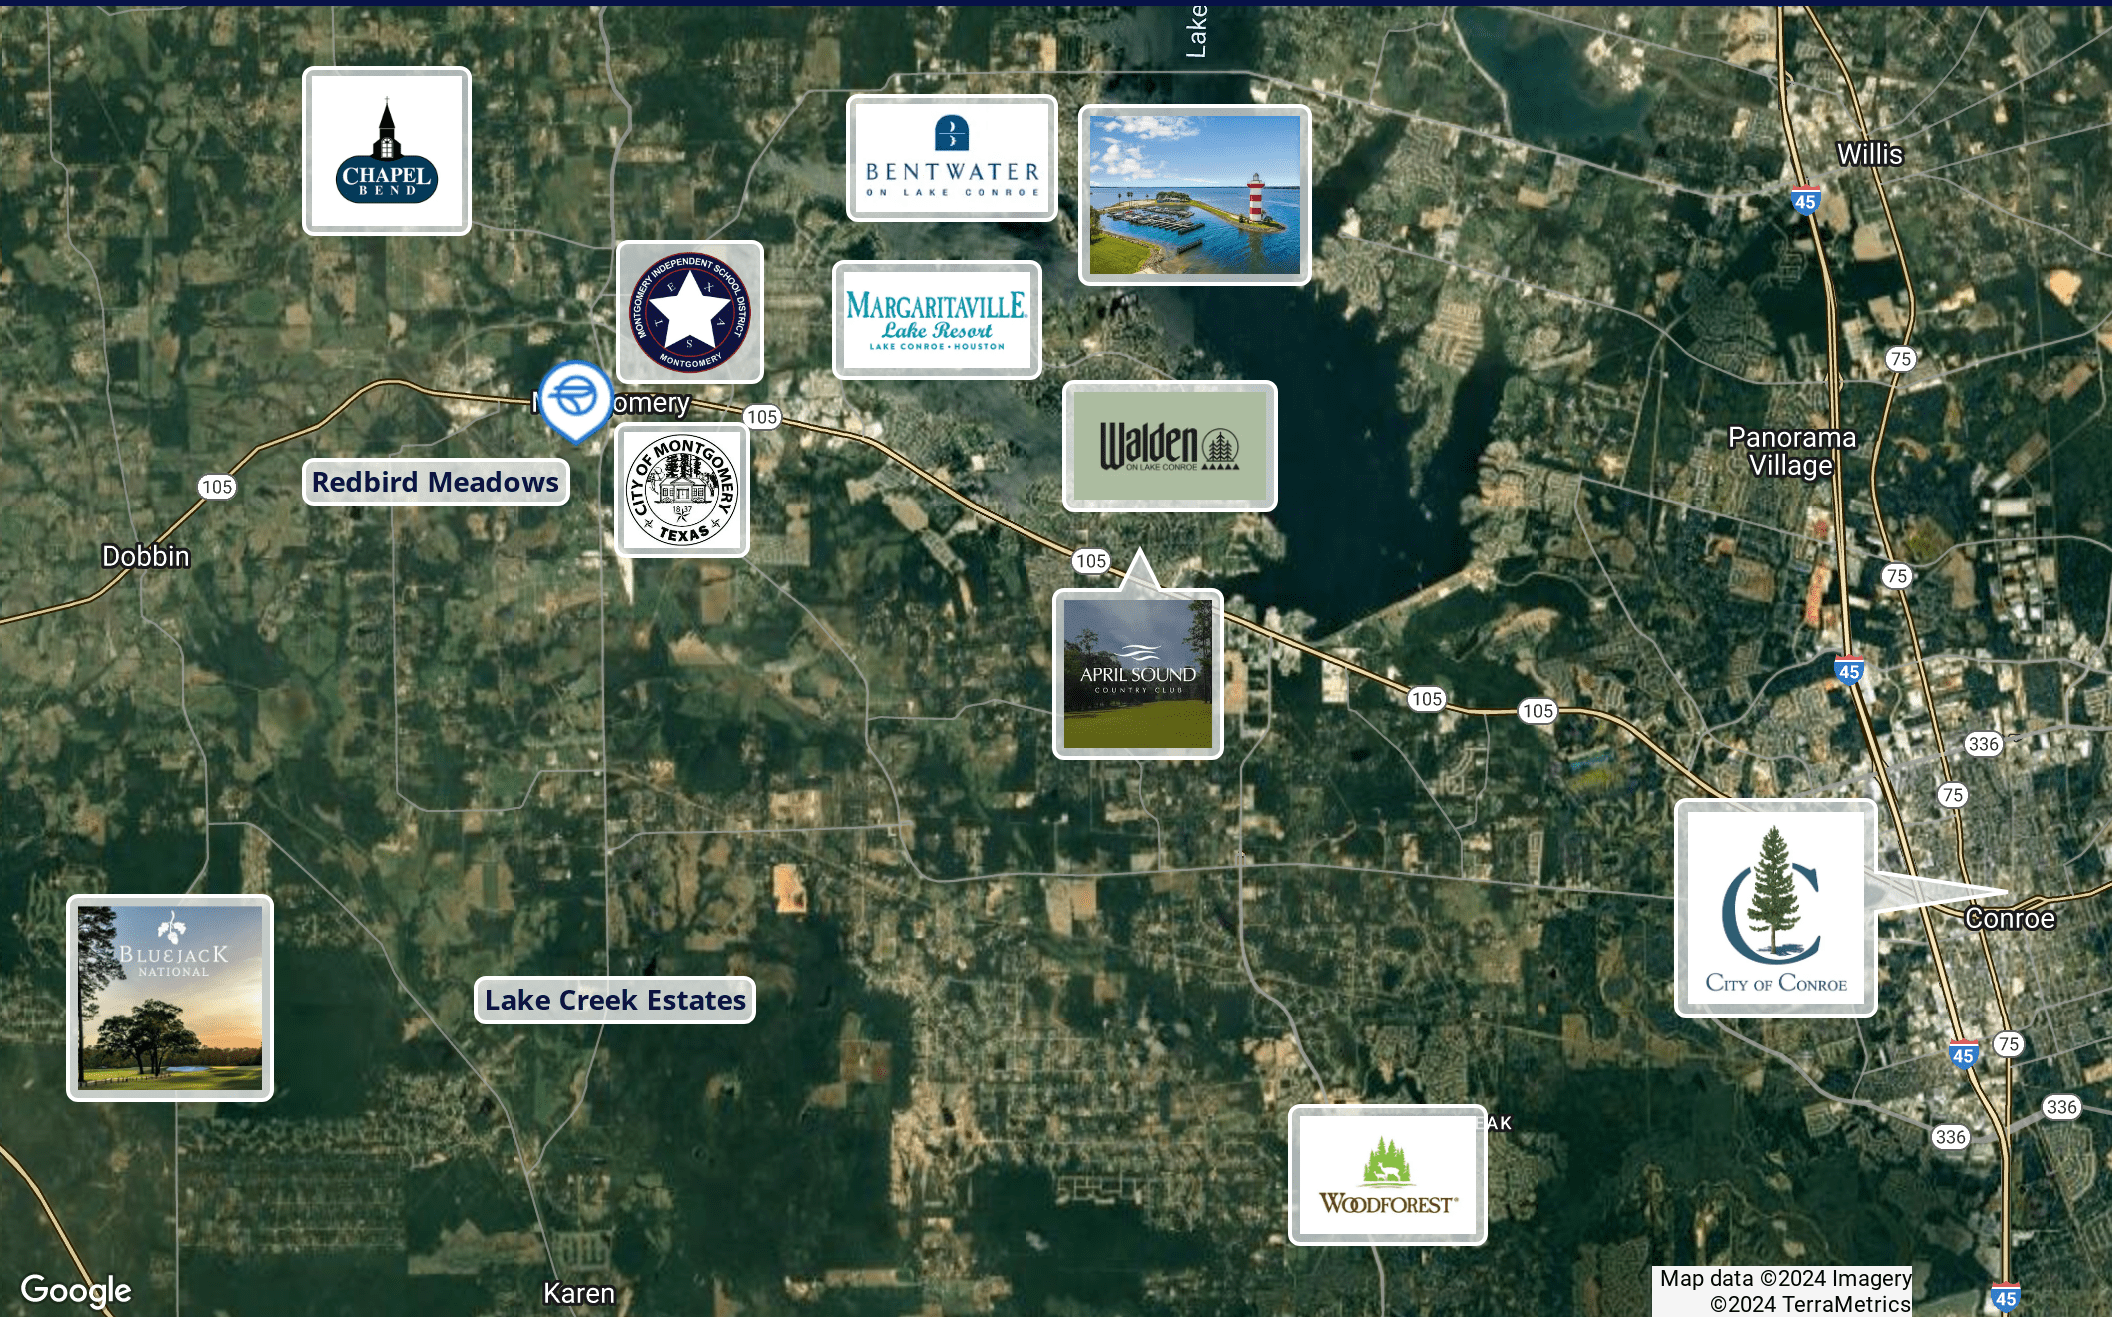 Lake
CHAPEL
BEND
BENTWATER
ON LAKE CONROE
Willis
45
MONTGOMERY INDEPENDENT SCHOOL DISTRICT
TEXAS
MONTGOMERY
MARGARITAVILLE
Lake Resort
LAKE CONROE • HOUSTON
75
omery
105
Walden
ON LAKE CONROE
Panorama
Village
Redbird Meadows
105
CITY OF MONTGOMERY
1837
TEXAS
Dobbin
105
75
APRIL SOUND
COUNTRY CLUB
45
105
105
336
75
CITY OF CONROE
Conroe
BLUEJACK
NATIONAL
Lake Creek Estates
45
75
336
336
AK
WOODFOREST®
Karen
Google
45
Map data ©2024 Imagery
©2024 TerraMetrics